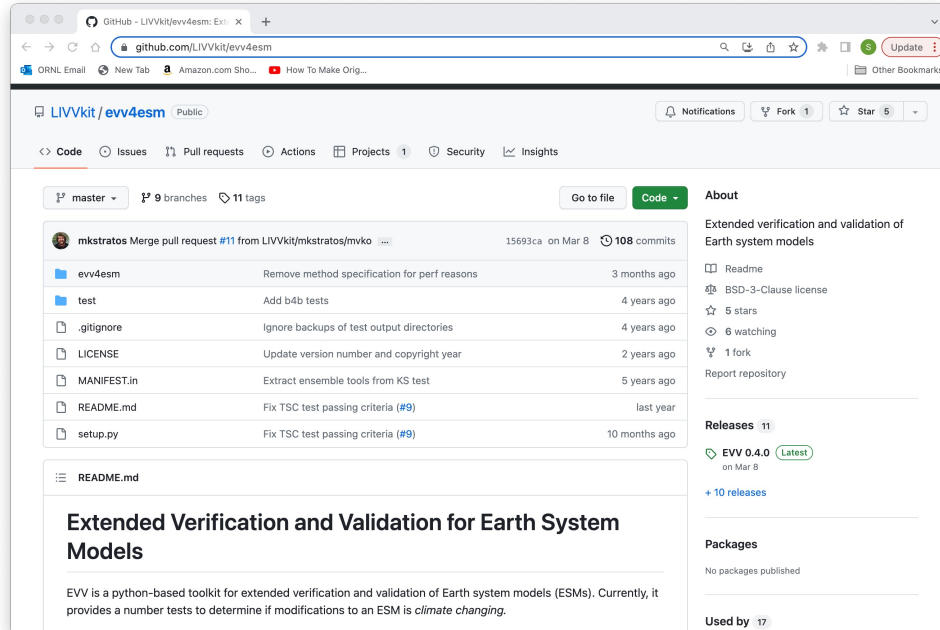 GitHub - LIVVkit/evv4esm: Ext
github.com/LIVVkit/evv4esm
S
Update
ORNL Email
New Tab
Amazon.com Sho...
How To Make Orig...
Other Bookmarks
LIVVkit / evv4esm Public
Notifications
Fork 1
Star 5
Code
Issues
Pull requests
Actions
Projects 1
Security
Insights
master
9 branches
11 tags
Go to file
Code
mkstratos Merge pull request #11 from LIVVkit/mkstratos/mvko ... 15693ca on Mar 8 108 commits
evv4esm Remove method specification for perf reasons 3 months ago
test Add b4b tests 4 years ago
.gitignore Ignore backups of test output directories 4 years ago
LICENSE Update version number and copyright year 2 years ago
MANIFEST.in Extract ensemble tools from KS test 5 years ago
README.md Fix TSC test passing criteria (#9) last year
setup.py Fix TSC test passing criteria (#9) 10 months ago
README.md
Extended Verification and Validation for Earth System
Models
EVV is a python-based toolkit for extended verification and validation of Earth system models (ESMs). Currently, it
provides a number tests to determine if modifications to an ESM is climate changing.
About
Extended verification and validation of
Earth system models
Readme
BSD-3-Clause license
5 stars
6 watching
1 fork
Report repository
Releases 11
EVV 0.4.0 Latest
on Mar 8
+ 10 releases
Packages
No packages published
Used by 17